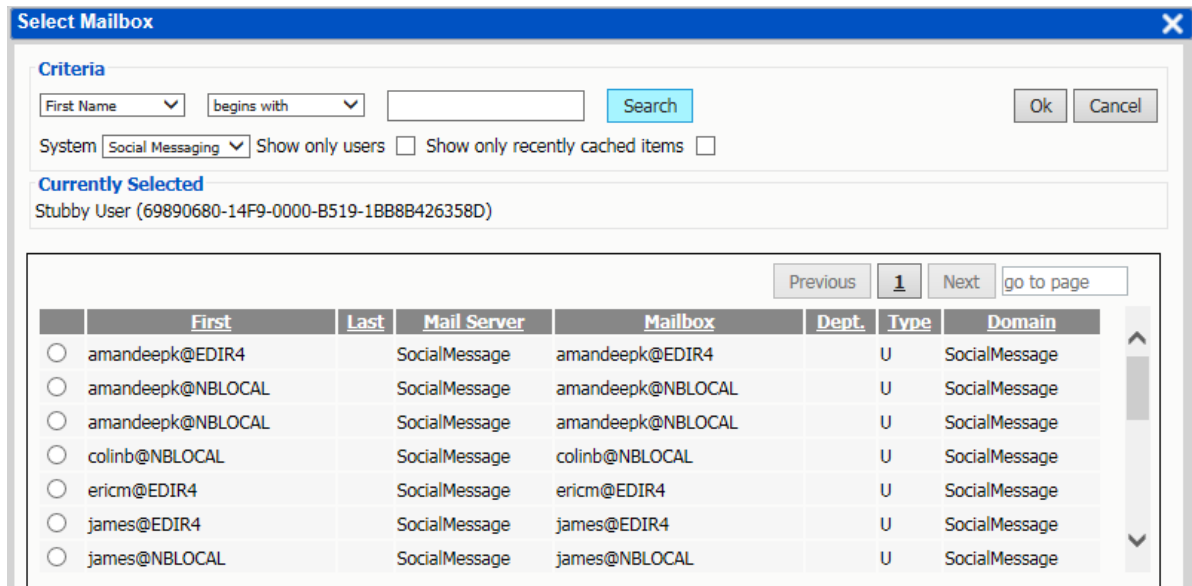 Select Mailbox
Criteria
First Name begins with Search Ok Cancel
System Social Messaging Show only users Show only recently cached items
Currently Selected
Stubby User (69890680-14F9-0000-B519-1BB8B426358D)
Previous 1 Next go to page
First Last Mail Server Mailbox Dept. Type Domain
amandeepk@EDIR4 SocialMessage amandeepk@EDIR4 U SocialMessage
amandeepk@NBLOCAL SocialMessage amandeepk@NBLOCAL U SocialMessage
amandeepk@NBLOCAL SocialMessage amandeepk@NBLOCAL U SocialMessage
colinb@NBLOCAL SocialMessage colinb@NBLOCAL U SocialMessage
ericm@EDIR4 SocialMessage ericm@EDIR4 U SocialMessage
james@EDIR4 SocialMessage james@EDIR4 U SocialMessage
james@NBLOCAL SocialMessage james@NBLOCAL U SocialMessage